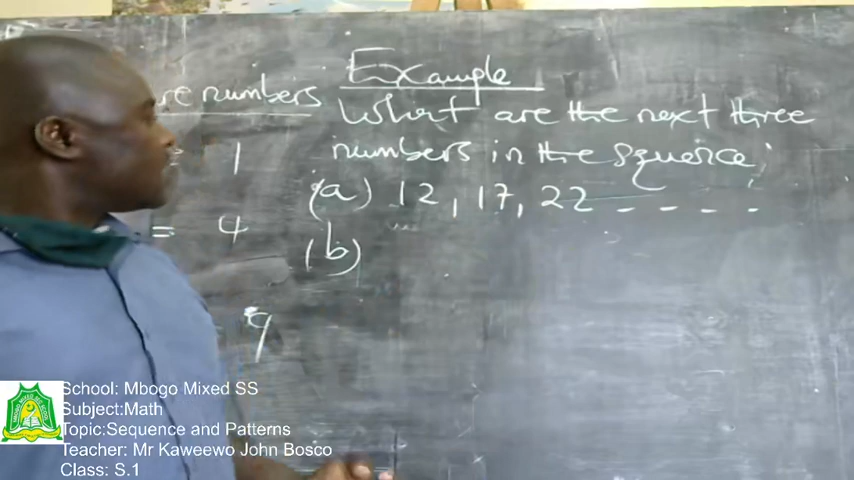 re numbers
= 1
= 4
9
Example
What are the next three
numbers in the squence;
(a) 12, 17, 22 - - - - -
(b)
School: Mbogo Mixed SS
Subject:Math
Topic:Sequence and Patterns
Teacher: Mr Kaweewo John Bosco
Class: S.1